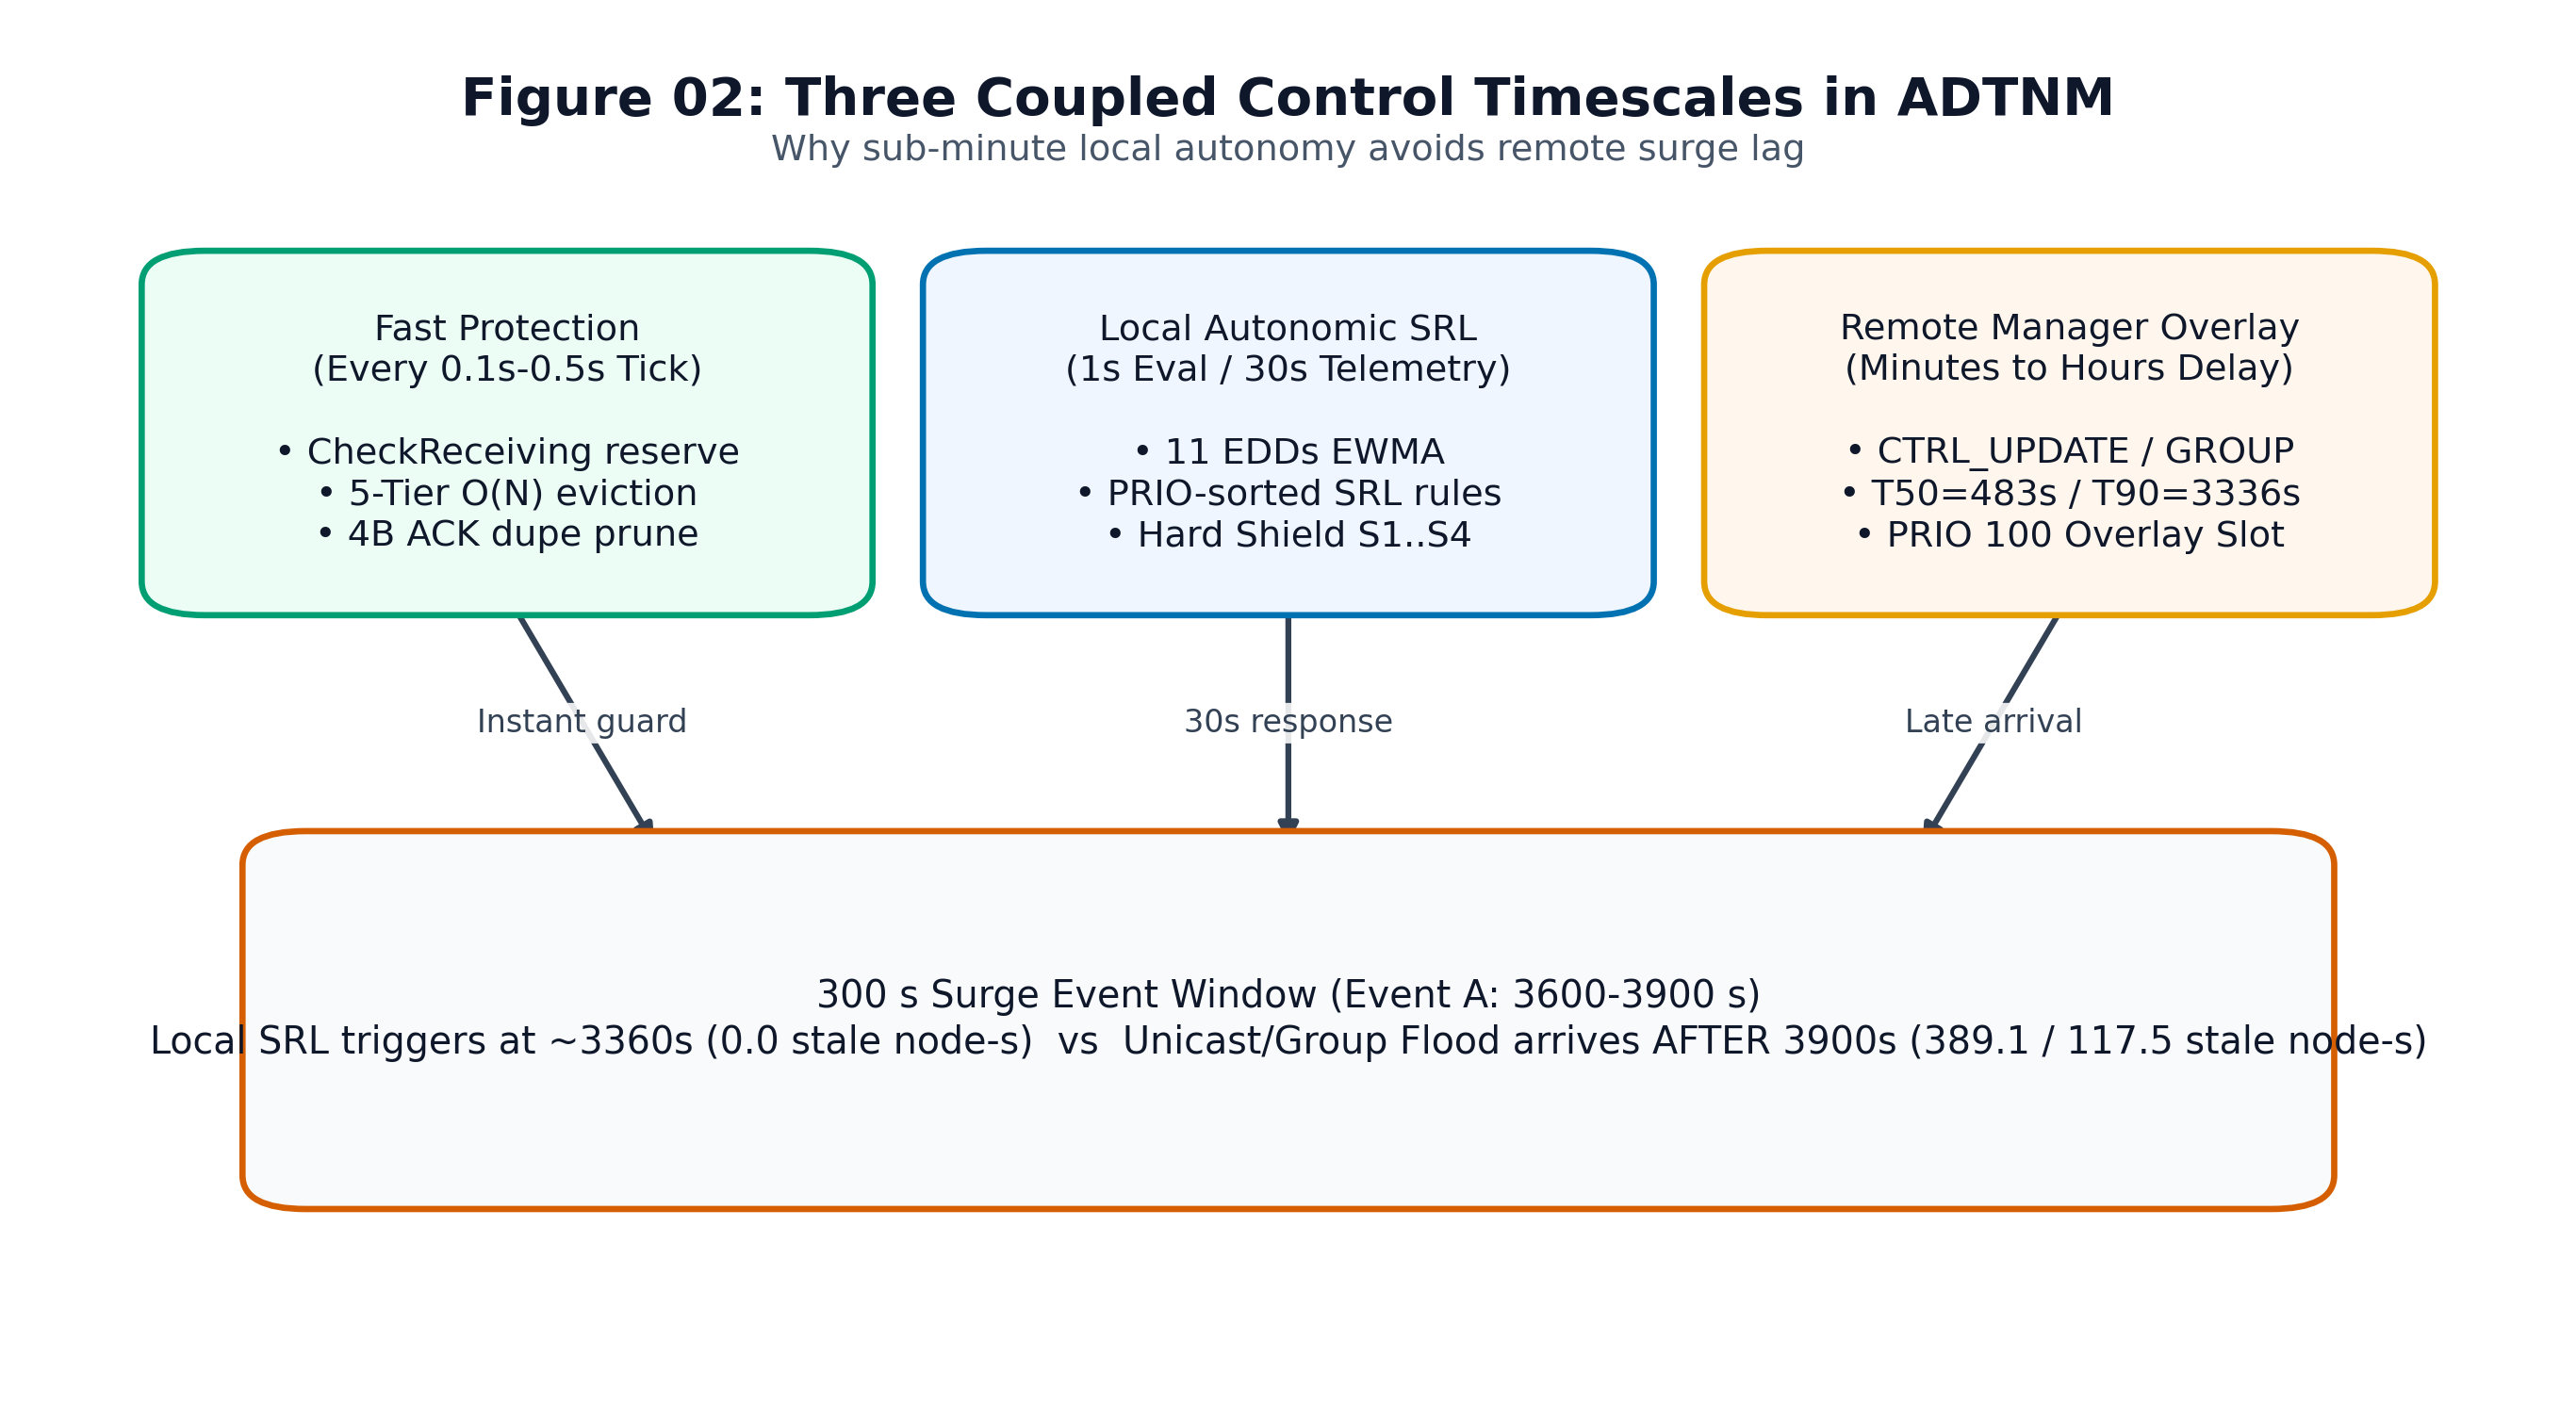 Figure 02: Three Coupled Control Timescales in ADTNM
Why sub-minute local autonomy avoids remote surge lag
Fast Protection
(Every 0.1s-0.5s Tick)
• CheckReceiving reserve
• 5-Tier O(N) eviction
• 4B ACK dupe prune
Local Autonomic SRL
(1s Eval / 30s Telemetry)
• 11 EDDs EWMA
• PRIO-sorted SRL rules
• Hard Shield S1..S4
Remote Manager Overlay
(Minutes to Hours Delay)
• CTRL_UPDATE / GROUP
• T50=483s / T90=3336s
• PRIO 100 Overlay Slot
Instant guard
30s response
Late arrival
300 s Surge Event Window (Event A: 3600-3900 s)
Local SRL triggers at ~3360s (0.0 stale node-s)  vs  Unicast/Group Flood arrives AFTER 3900s (389.1 / 117.5 stale node-s)